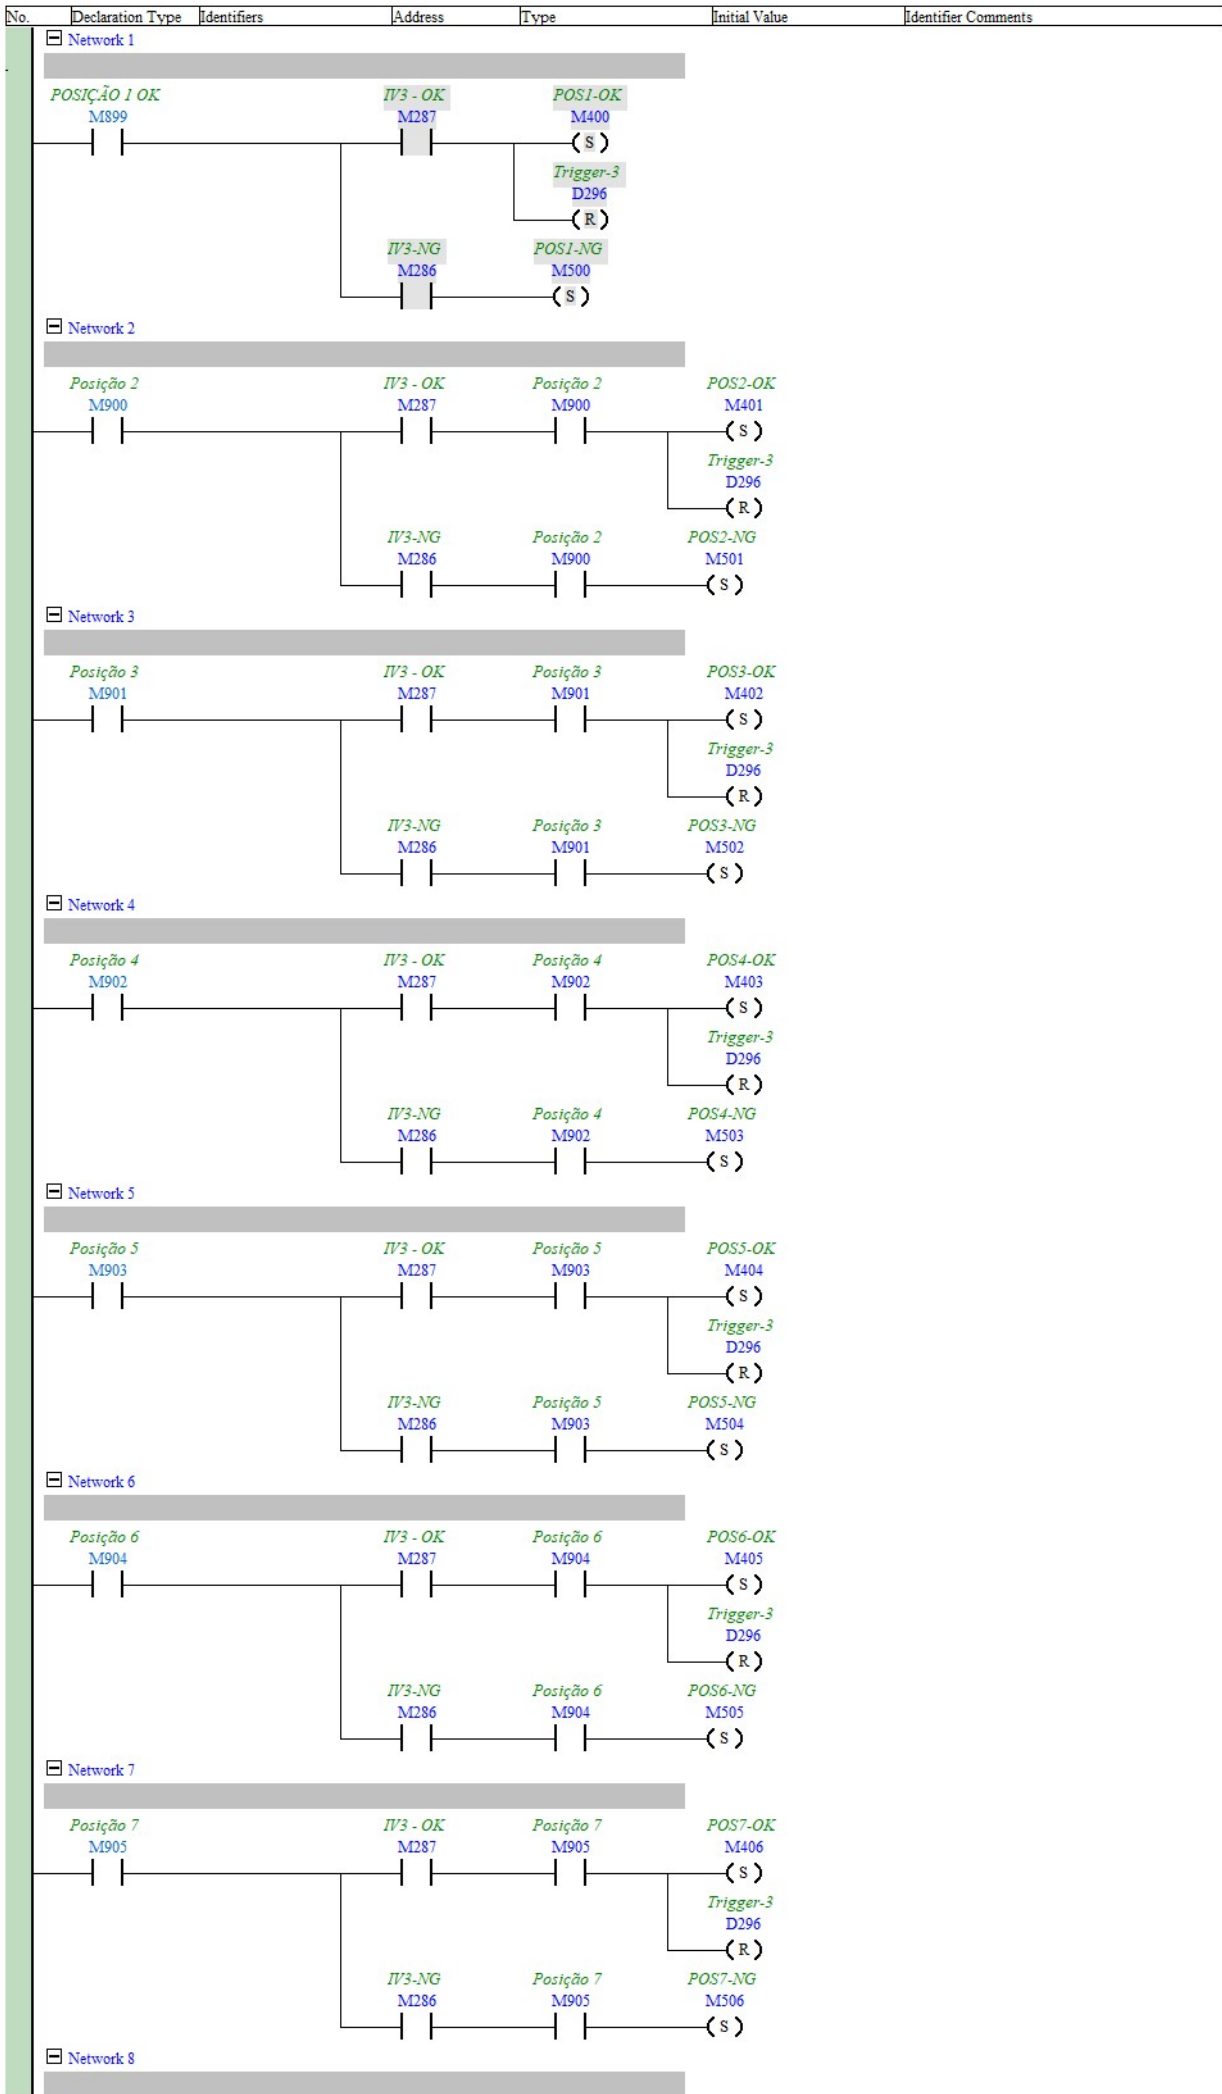 No. Declaration Type Identifiers Address Type Initial Value Identifier Comments
Network 1
POSIÇÃO 1 OK IV3 - OK POS1-OK
M899 M287 M400
S
Trigger-3
D296
R
IV3-NG POS1-NG
M286 M500
S
Network 2
Posição 2 IV3 - OK Posição 2 POS2-OK
M900 M287 M900 M401
S
Trigger-3
D296
R
IV3-NG Posição 2 POS2-NG
M286 M900 M501
S
Network 3
Posição 3 IV3 - OK Posição 3 POS3-OK
M901 M287 M901 M402
S
Trigger-3
D296
R
IV3-NG Posição 3 POS3-NG
M286 M901 M502
S
Network 4
Posição 4 IV3 - OK Posição 4 POS4-OK
M902 M287 M902 M403
S
Trigger-3
D296
R
IV3-NG Posição 4 POS4-NG
M286 M902 M503
S
Network 5
Posição 5 IV3 - OK Posição 5 POS5-OK
M903 M287 M903 M404
S
Trigger-3
D296
R
IV3-NG Posição 5 POS5-NG
M286 M903 M504
S
Network 6
Posição 6 IV3 - OK Posição 6 POS6-OK
M904 M287 M904 M405
S
Trigger-3
D296
R
IV3-NG Posição 6 POS6-NG
M286 M904 M505
S
Network 7
Posição 7 IV3 - OK Posição 7 POS7-OK
M905 M287 M905 M406
S
Trigger-3
D296
R
IV3-NG Posição 7 POS7-NG
M286 M905 M506
S
Network 8